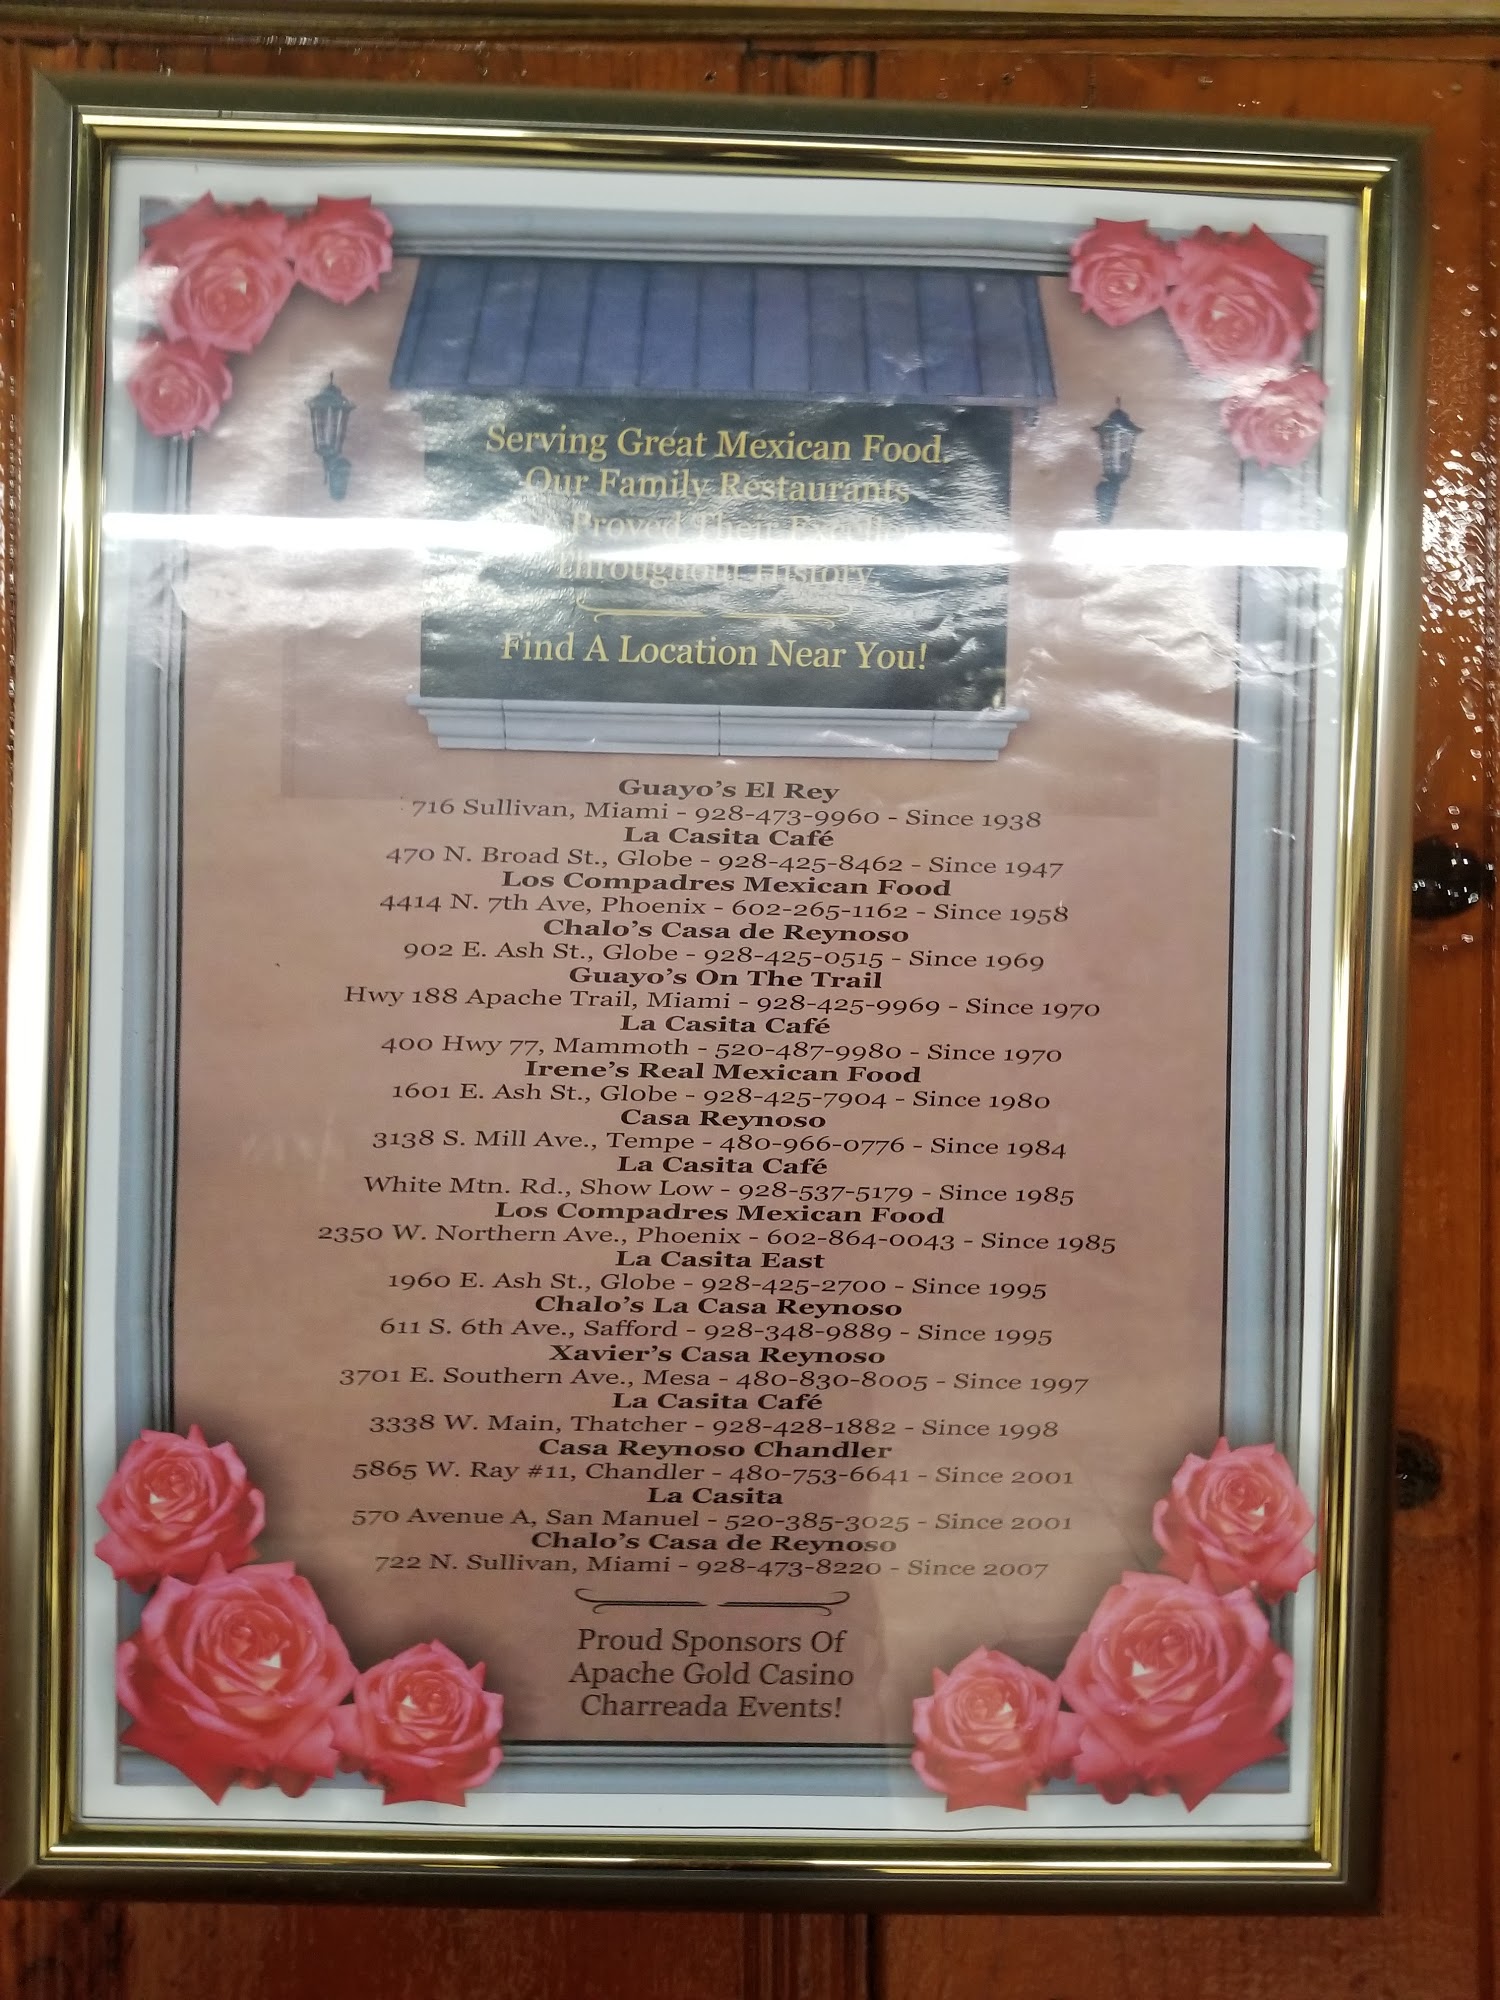 Serving Great Mexican Food.
Our Family Restaurants
Proved Their
Throughout History
Find A Location Near You!
Guayo's El Rey
716 Sullivan, Miami - 928-473-9960 - Since 1938
La Casita Café
470 N. Broad St., Globe - 928-425-8462 - Since 1947
Los Compadres Mexican Food
4414 N. 7th Ave, Phoenix - 602-265-1162 - Since 1958
Chalo's Casa de Reynoso
902 E. Ash St., Globe - 928-425-0515 - Since 1969
Guayo's On The Trail
Hwy 188 Apache Trail, Miami - 928-425-9969 - Since 1970
La Casita Café
400 Hwy 77, Mammoth - 520-487-9980 - Since 1970
Irene's Real Mexican Food
1601 E. Ash St., Globe - 928-425-7904 - Since 1980
Casa Reynoso
3138 S. Mill Ave., Tempe - 480-966-0776 - Since 1984
La Casita Café
White Mtn. Rd., Show Low - 928-537-5179 - Since 1985
Los Compadres Mexican Food
2350 W. Northern Ave., Phoenix - 602-864-0043 - Since 1985
La Casita East
1960 E. Ash St., Globe - 928-425-2700 - Since 1995
Chalo's La Casa Reynoso
611 S. 6th Ave., Safford - 928-348-9889 - Since 1995
Xavier's Casa Reynoso
3701 E. Southern Ave., Mesa - 480-830-8005 - Since 1997
La Casita Café
3338 W. Main, Thatcher - 928-428-1882 - Since 1998
Casa Reynoso Chandler
5865 W. Ray #11, Chandler - 480-753-6641 - Since 2001
La Casita
570 Avenue A, San Manuel - 520-385-3025 - Since 2001
Chalo's Casa de Reynoso
722 N. Sullivan, Miami - 928-473-8220 - Since 2007
Proud Sponsors Of
Apache Gold Casino
Charreada Events!